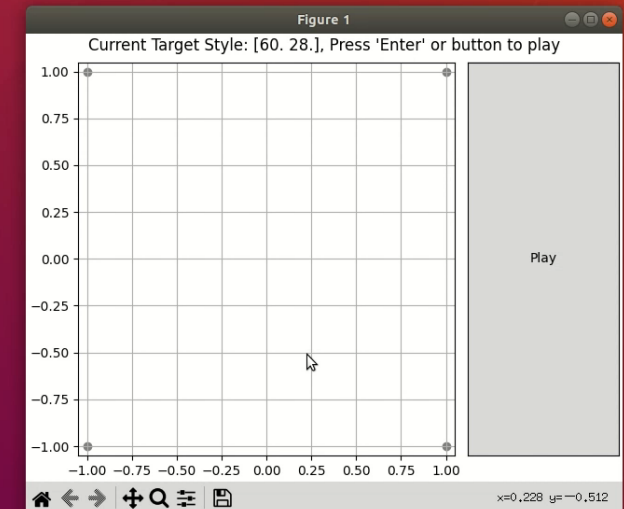 Figure 1
Current Target Style: [60. 28.], Press 'Enter' or button to play
1.00
0.75
0.50
0.25
0.00
−0.25
−0.50
−0.75
−1.00
−1.00 −0.75 −0.50 −0.25 0.00 0.25 0.50 0.75 1.00
Play
x=0.228 y=−0.512